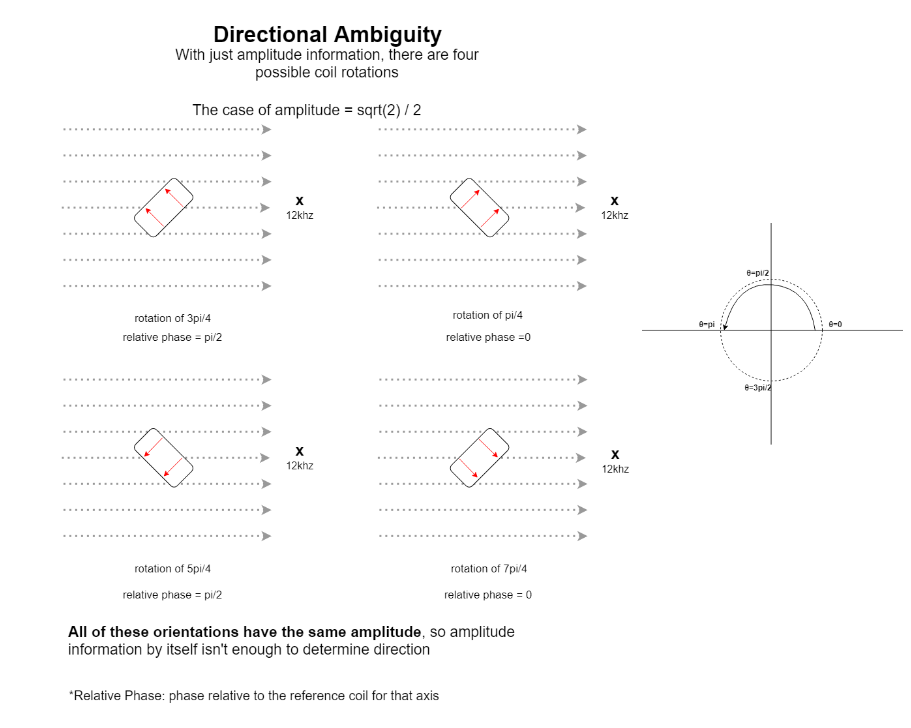 Directional Ambiguity
With just amplitude information, there are four
possible coil rotations
The case of amplitude = sqrt(2) / 2
x
12khz
x
12khz
rotation of 3pi/4
relative phase = pi/2
rotation of pi/4
relative phase =0
θ=pi/2
θ=pi
θ=0
θ=3pi/2
x
12khz
x
12khz
rotation of 5pi/4
relative phase = pi/2
rotation of 7pi/4
relative phase = 0
All of these orientations have the same amplitude, so amplitude
information by itself isn't enough to determine direction
*Relative Phase: phase relative to the reference coil for that axis